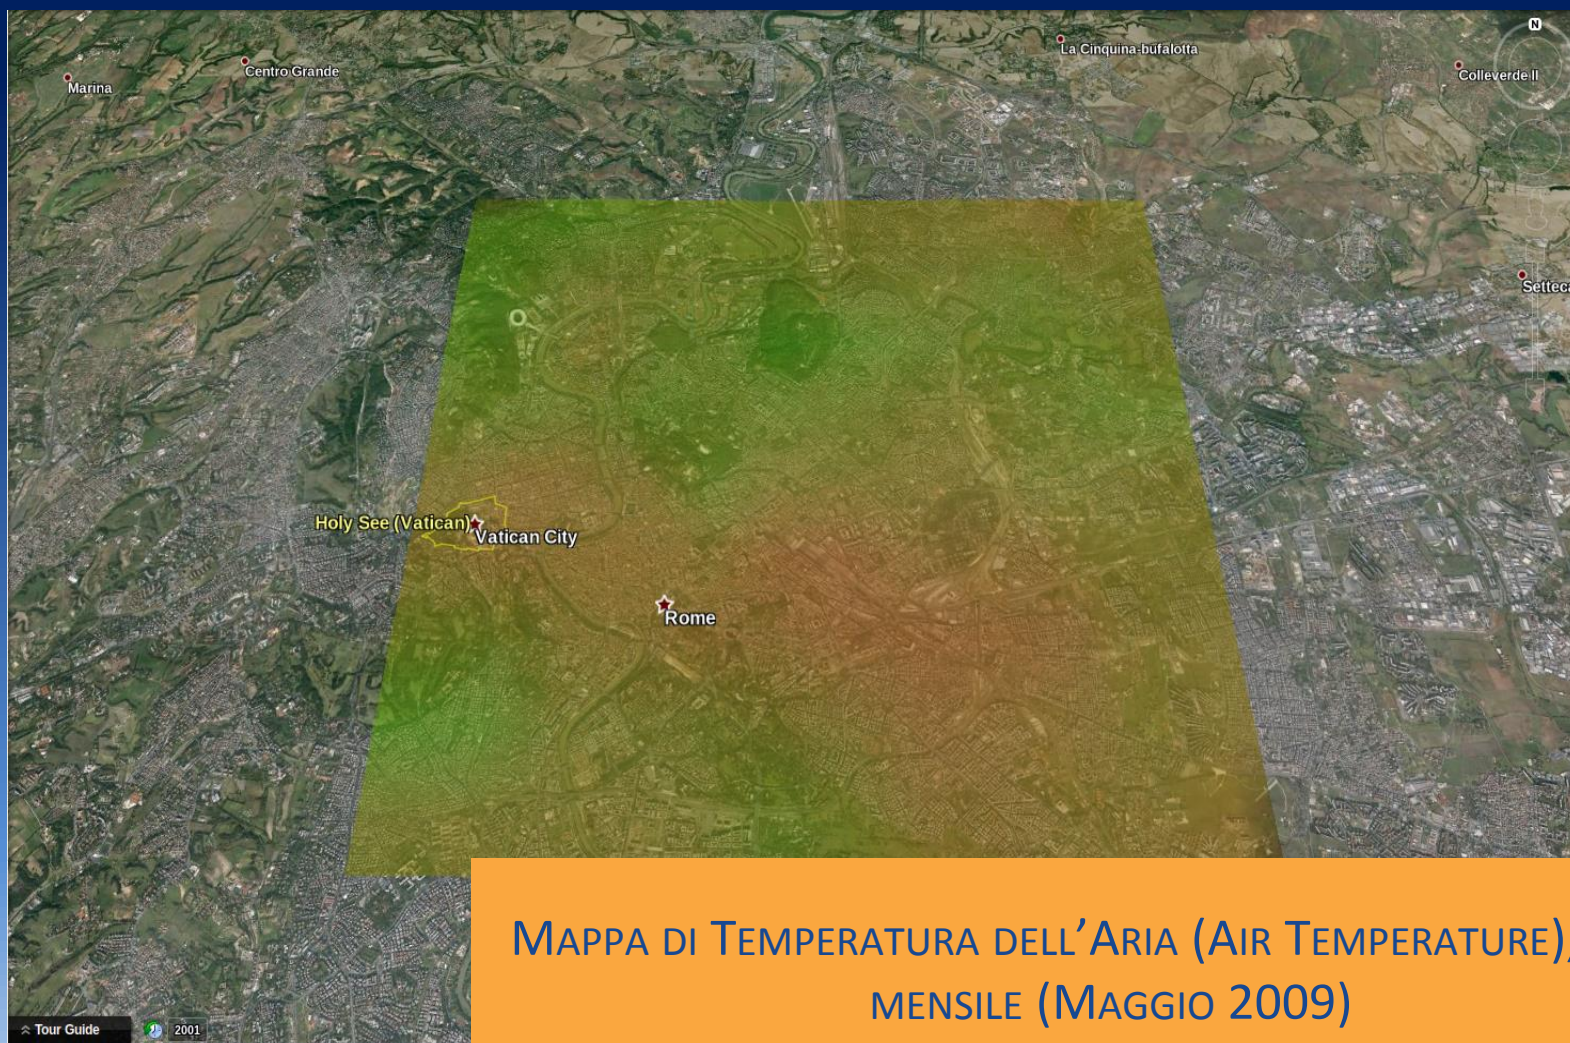 N
La Cinquina-bufalotta
Centro Grande
Colleverde II
Marina
Setteca
Holy See (Vatican)
Vatican City
Rome
MAPPA DI TEMPERATURA DELL'ARIA (AIR TEMPERATURE),
MENSILE (MAGGIO 2009)
Tour Guide
2001